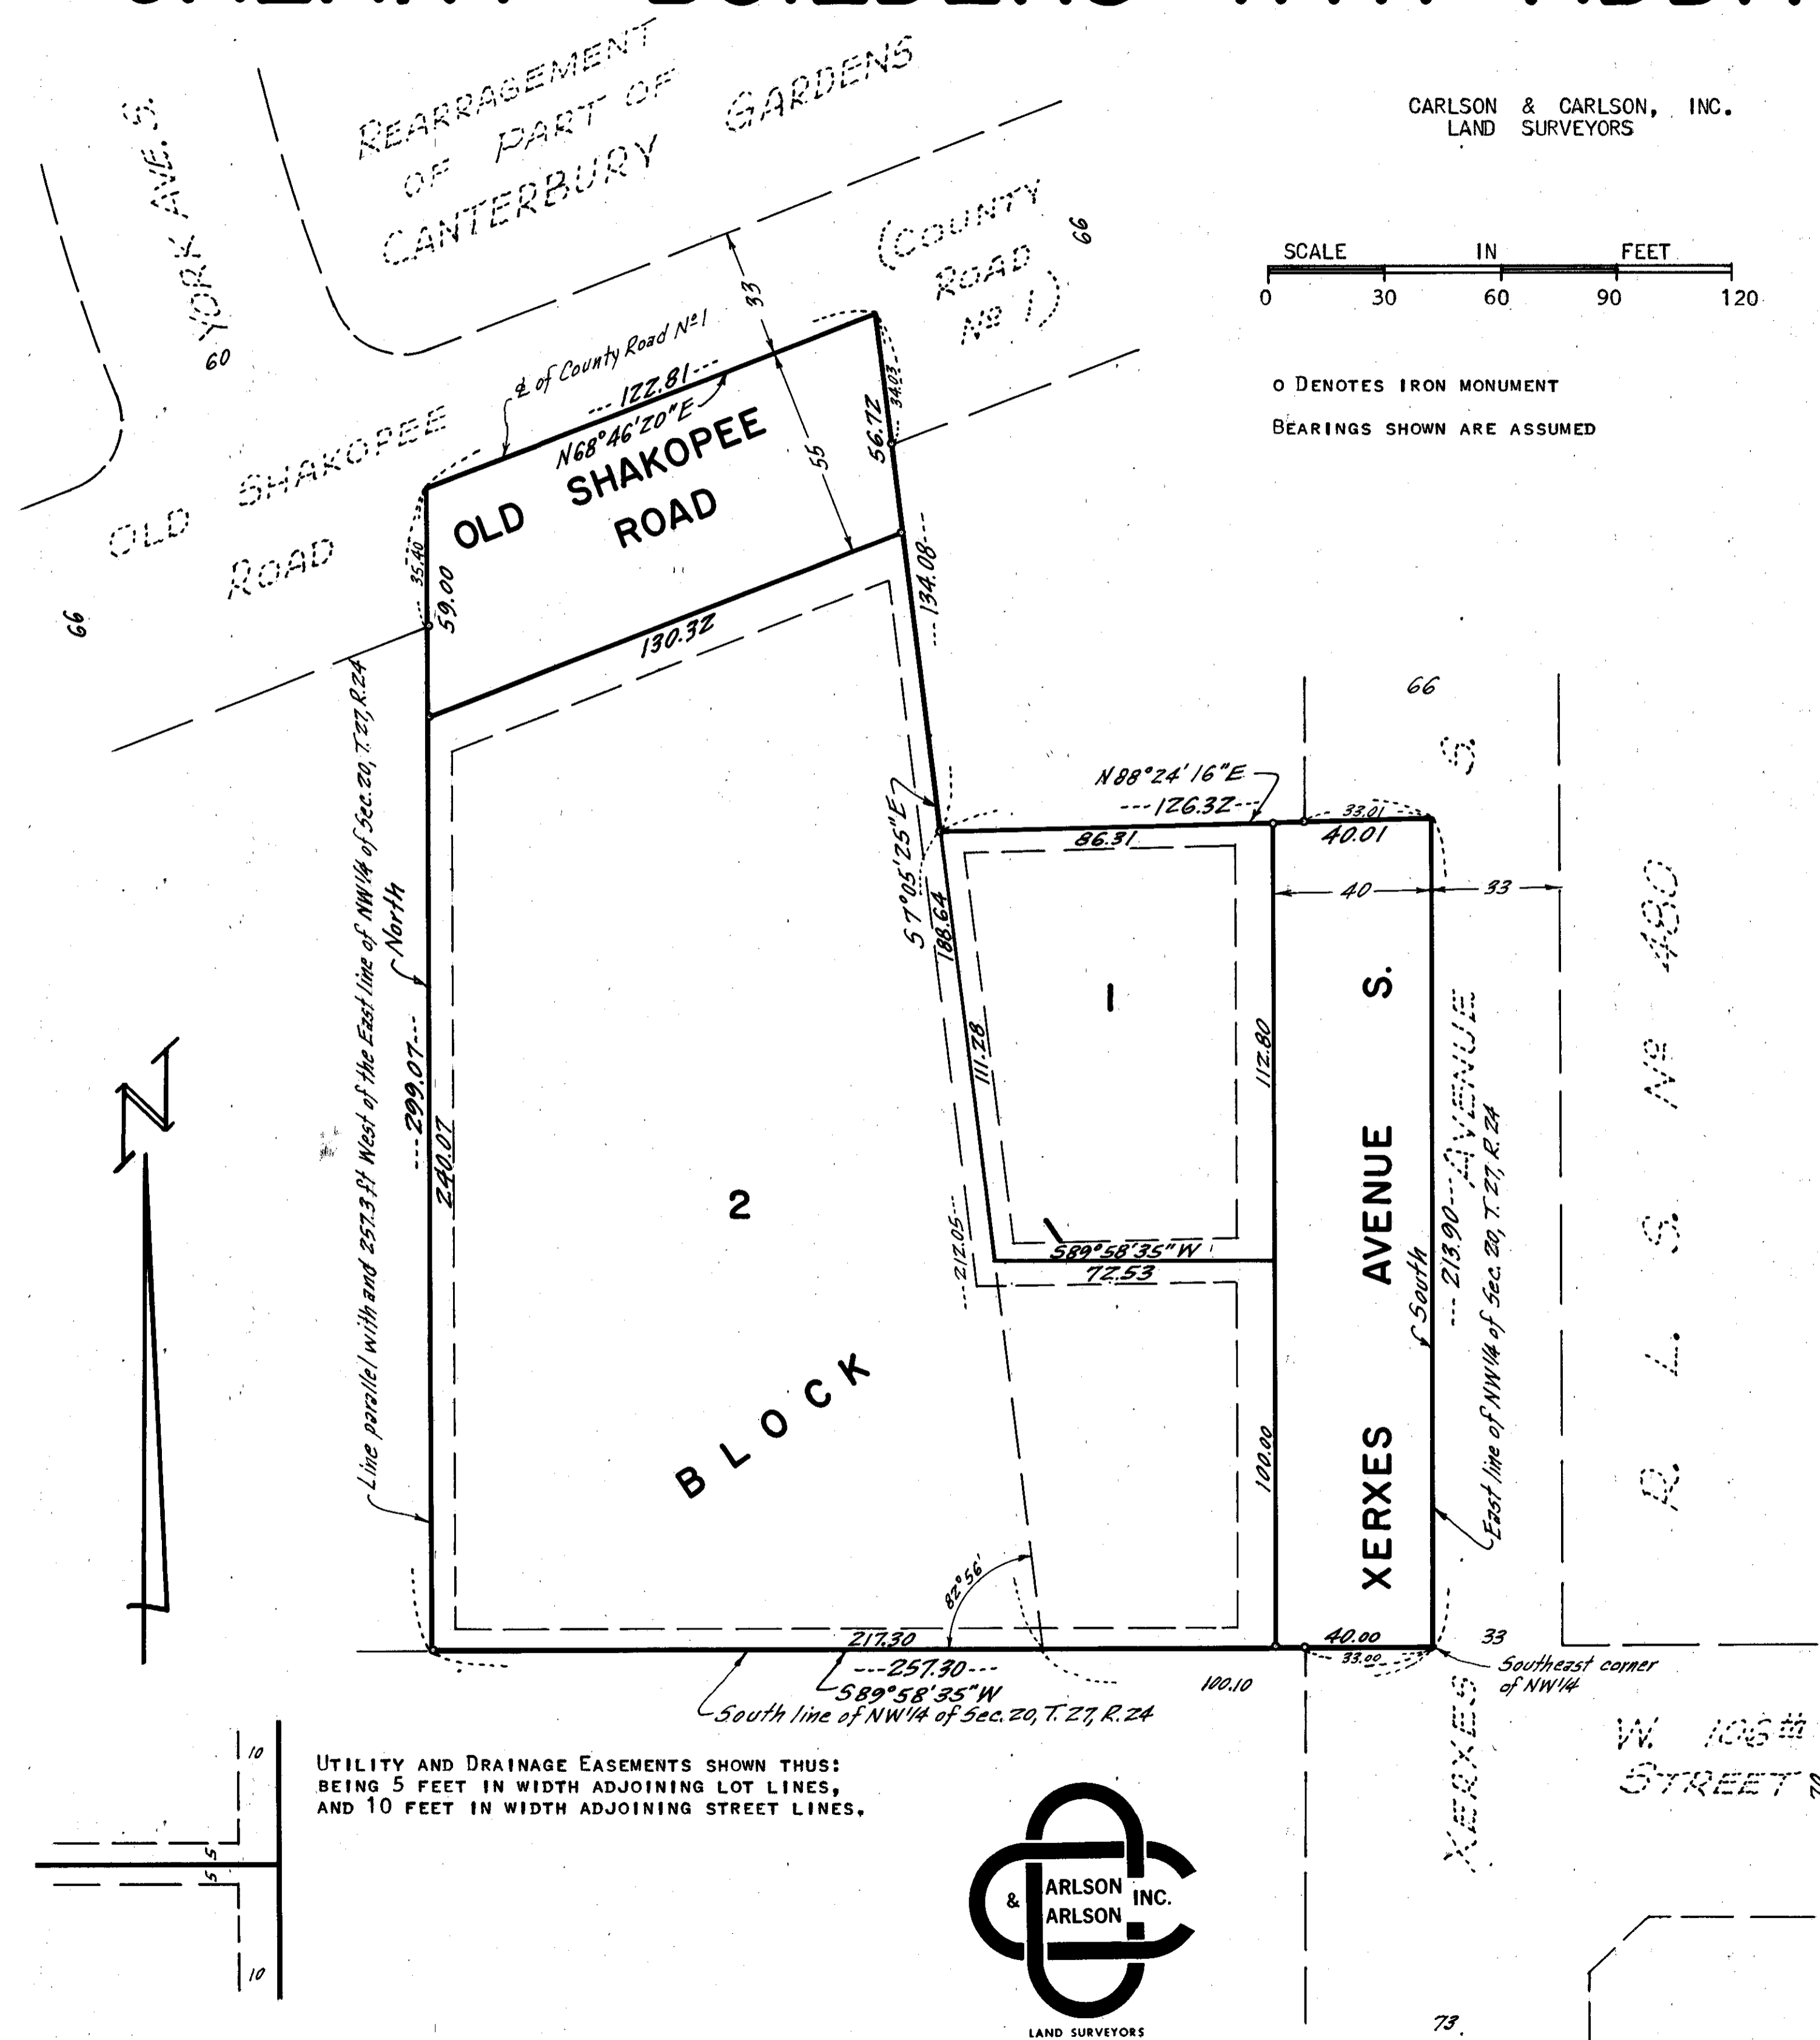 REARRAGEMENT
OF PART OF
CANTERBURY GARDENS
YORK AVE. S.
60
CARLSON & CARLSON, INC.
LAND SURVEYORS
SCALE IN FEET
0 30 60 90 120
o DENOTES IRON MONUMENT
BEARINGS SHOWN ARE ASSUMED
(COUNTY
ROAD
Nº 1)
66
33
℄ of County Road Nº1
--- 122.81 ---
N68°46'20"E
OLD SHAKOPEE
ROAD
55
34.03
56.72
OLD SHAKOPEE
ROAD
66
35.40
59.00
130.32
---134.08---
Line parallel with and 257.3 ft West of the East line of NW1/4 of Sec.20, T.27, R.24
North
---299.07---
240.07
S7°05'25"E
188.64
N88°24'16"E
---126.32---
86.31
33.01
40.01
40
33
66
S.
1
111.28
112.80
S89°58'35"W
72.53
---212.05---
2
BLOCK
1
100.00
XERXES AVENUE S.
South
---213.90---
East line of NW1/4 of Sec. 20, T. 27, R. 24
AVENUE
R. L. S. Nº 480
82°56'
217.30
---257.30---
S89°58'35"W
South line of NW1/4 of Sec. 20, T. 27, R. 24
100.10
40.00
33.00
33
Southeast corner
of NW1/4
XERXES
W. 106th
STREET
70
UTILITY AND DRAINAGE EASEMENTS SHOWN THUS:
BEING 5 FEET IN WIDTH ADJOINING LOT LINES,
AND 10 FEET IN WIDTH ADJOINING STREET LINES.
10
5
5
10
N
& CARLSON INC.
CARLSON
LAND SURVEYORS
73